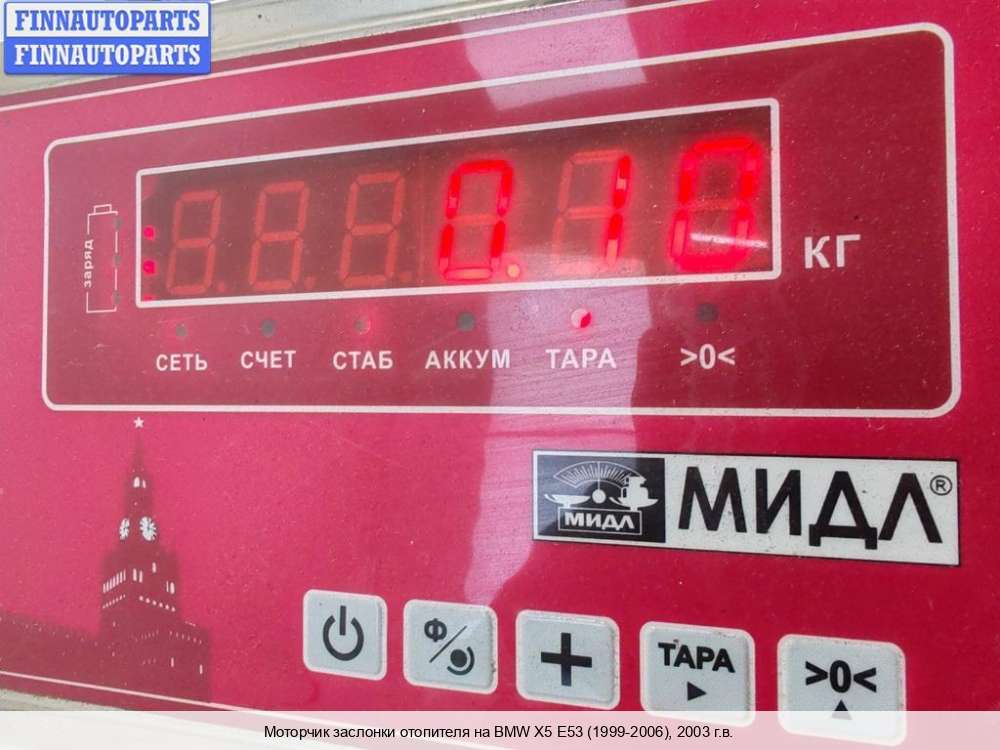 FINNAUTOPARTS
FINNAUTOPARTS
0.10
КГ
заряд
СЕТЬ СЧЕТ СТАБ АККУМ ТАРА >0<
МИДЛ МИДЛ®
Ф/ + ТАРА >0<
Моторчик заслонки отопителя на BMW X5 E53 (1999-2006), 2003 г.в.